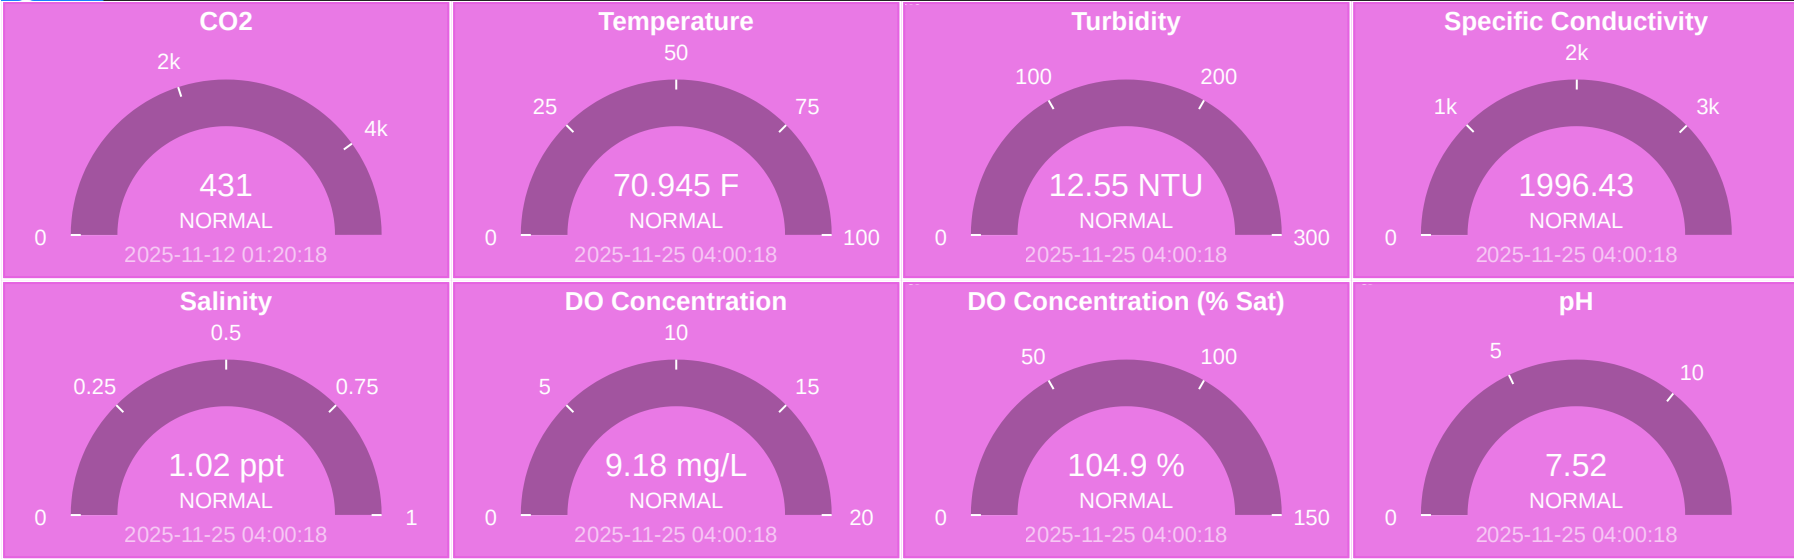 CO2
2k
4k
0
431
NORMAL
2025-11-12 01:20:18
Temperature
50
25
75
0
100
70.945 F
NORMAL
2025-11-25 04:00:18
Turbidity
100
200
0
300
12.55 NTU
NORMAL
2025-11-25 04:00:18
Specific Conductivity
2k
1k
3k
0
1996.43
NORMAL
2025-11-25 04:00:18
Salinity
0.5
0.25
0.75
0
1
1.02 ppt
NORMAL
2025-11-25 04:00:18
DO Concentration
10
5
15
0
20
9.18 mg/L
NORMAL
2025-11-25 04:00:18
DO Concentration (% Sat)
50
100
0
150
104.9 %
NORMAL
2025-11-25 04:00:18
pH
5
10
0
7.52
NORMAL
2025-11-25 04:00:18